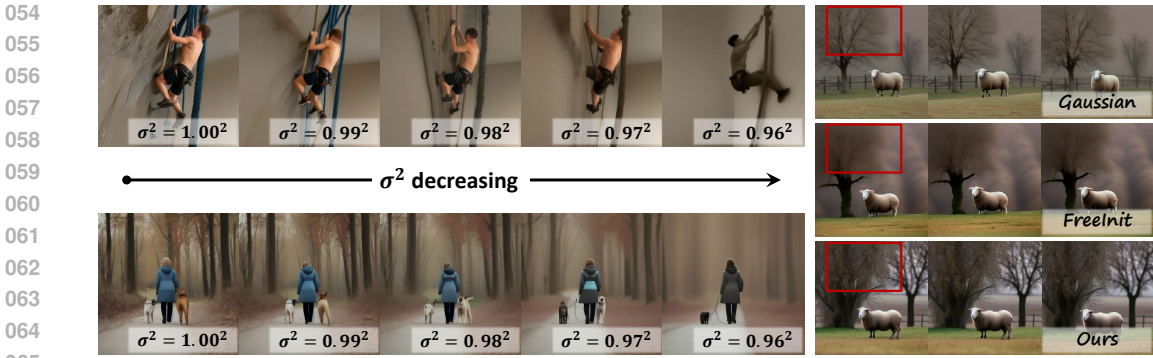 054
055
056
057
058
059
060
061
062
063
064
σ² = 1.00² σ² = 0.99² σ² = 0.98² σ² = 0.97² σ² = 0.96²
σ² decreasing
σ² = 1.00² σ² = 0.99² σ² = 0.98² σ² = 0.97² σ² = 0.96²
Gaussian
FreeInit
Ours